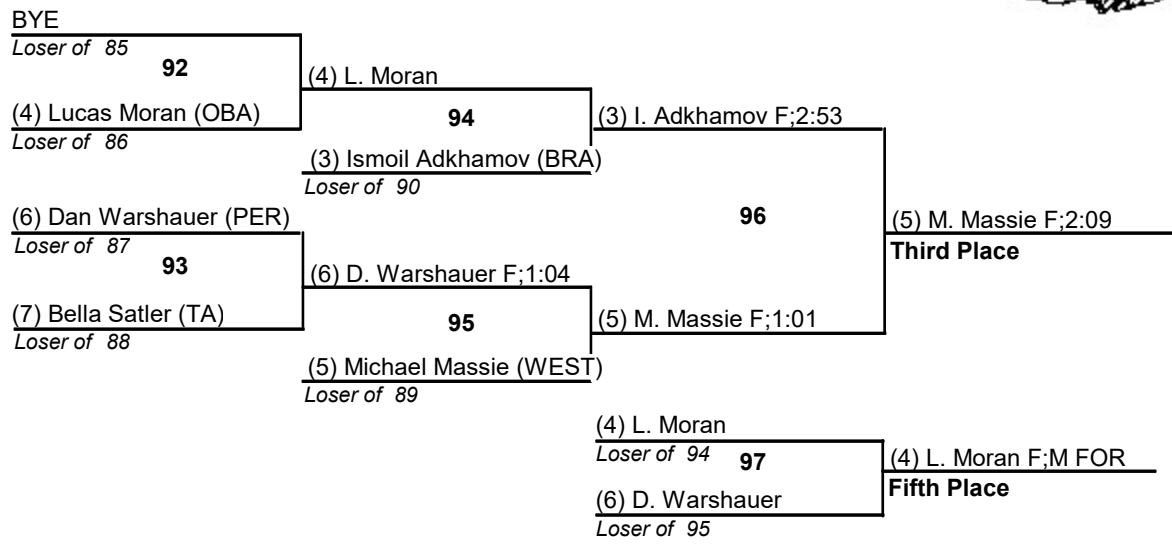 BYE
Loser of 85
92
(4) Lucas Moran (OBA)
Loser of 86
(4) L. Moran
94
(3) Ismoil Adkhamov (BRA)
Loser of 90
(3) I. Adkhamov F;2:53
(6) Dan Warshauer (PER)
Loser of 87
93
(7) Bella Satler (TA)
Loser of 88
(6) D. Warshauer F;1:04
95
(5) Michael Massie (WEST)
Loser of 89
(5) M. Massie F;1:01
96
(5) M. Massie F;2:09
Third Place
(4) L. Moran
Loser of 94
97
(6) D. Warshauer
Loser of 95
(4) L. Moran F;M FOR
Fifth Place